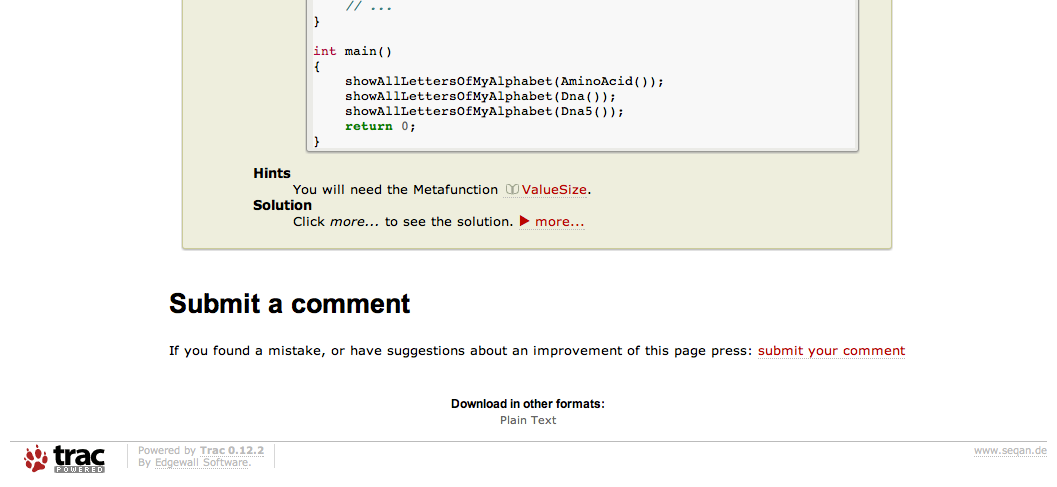 // ...
}
int main()
{
showAllLettersOfMyAlphabet(AminoAcid());
showAllLettersOfMyAlphabet(Dna());
showAllLettersOfMyAlphabet(Dna5());
return 0;
}
Hints
You will need the Metafunction ValueSize.
Solution
Click more... to see the solution. more...
Submit a comment
If you found a mistake, or have suggestions about an improvement of this page press: submit your comment
Download in other formats:
Plain Text
trac
POWERED
Powered by Trac 0.12.2
By Edgewall Software.
www.seqan.de